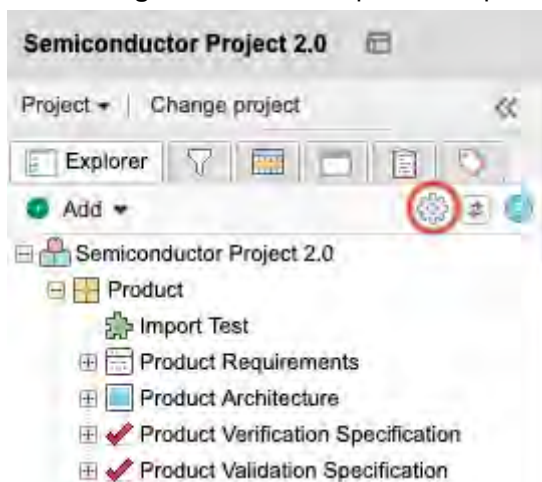 Semiconductor Project 2.0
Project | Change project
Explorer
Add
Semiconductor Project 2.0
Product
Import Test
Product Requirements
Product Architecture
Product Verification Specification
Product Validation Specification